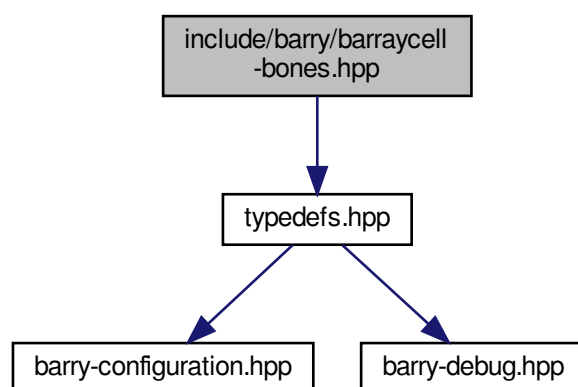 include/barry/barraycell
-bones.hpp
typedefs.hpp
barry-configuration.hpp
barry-debug.hpp